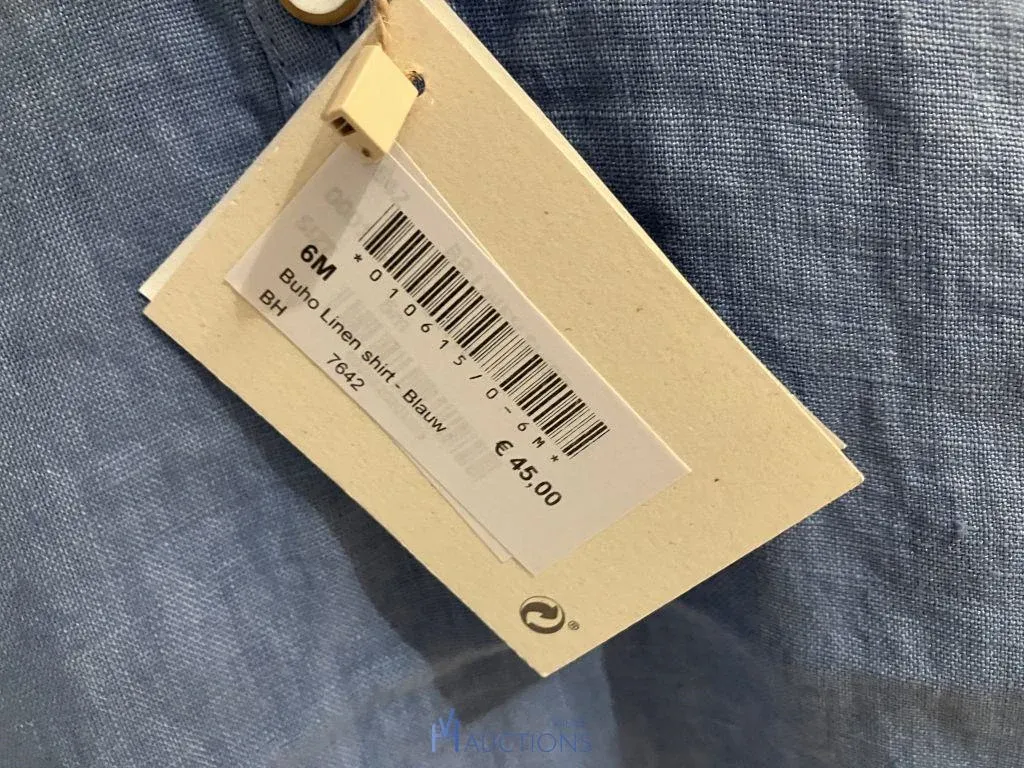 *010615/0-6M*
6M
Buho Linen shirt - Blauw
BH
7642
€ 45,00
®
AUCTIONS